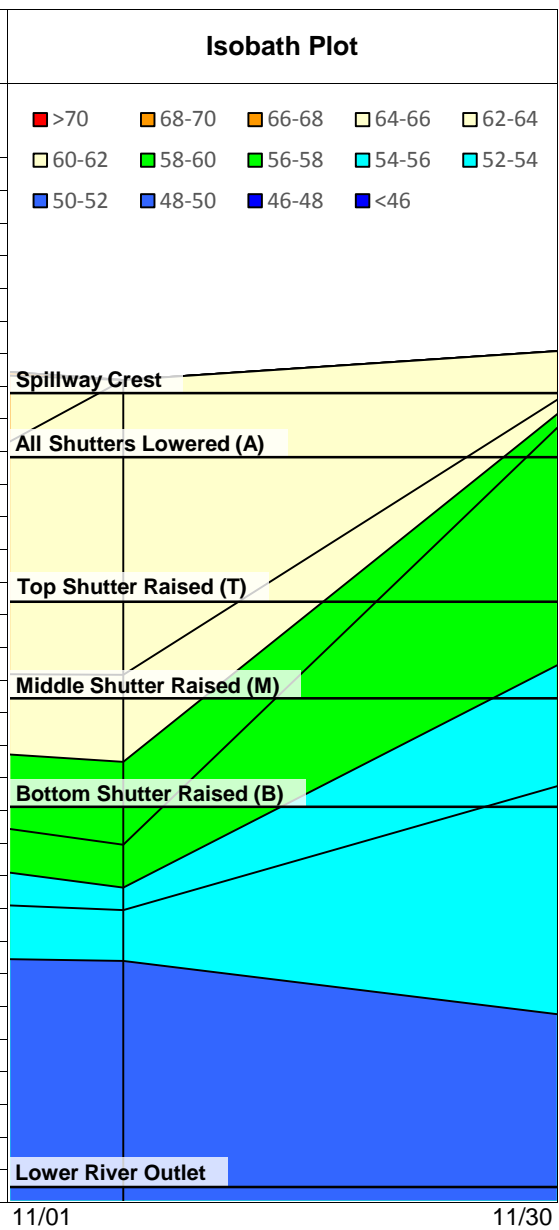 Isobath Plot
>70 68-70 66-68 64-66 62-64
60-62 58-60 56-58 54-56 52-54
50-52 48-50 46-48 <46
Spillway Crest
All Shutters Lowered (A)
Top Shutter Raised (T)
Middle Shutter Raised (M)
Bottom Shutter Raised (B)
Lower River Outlet
11/01 11/30